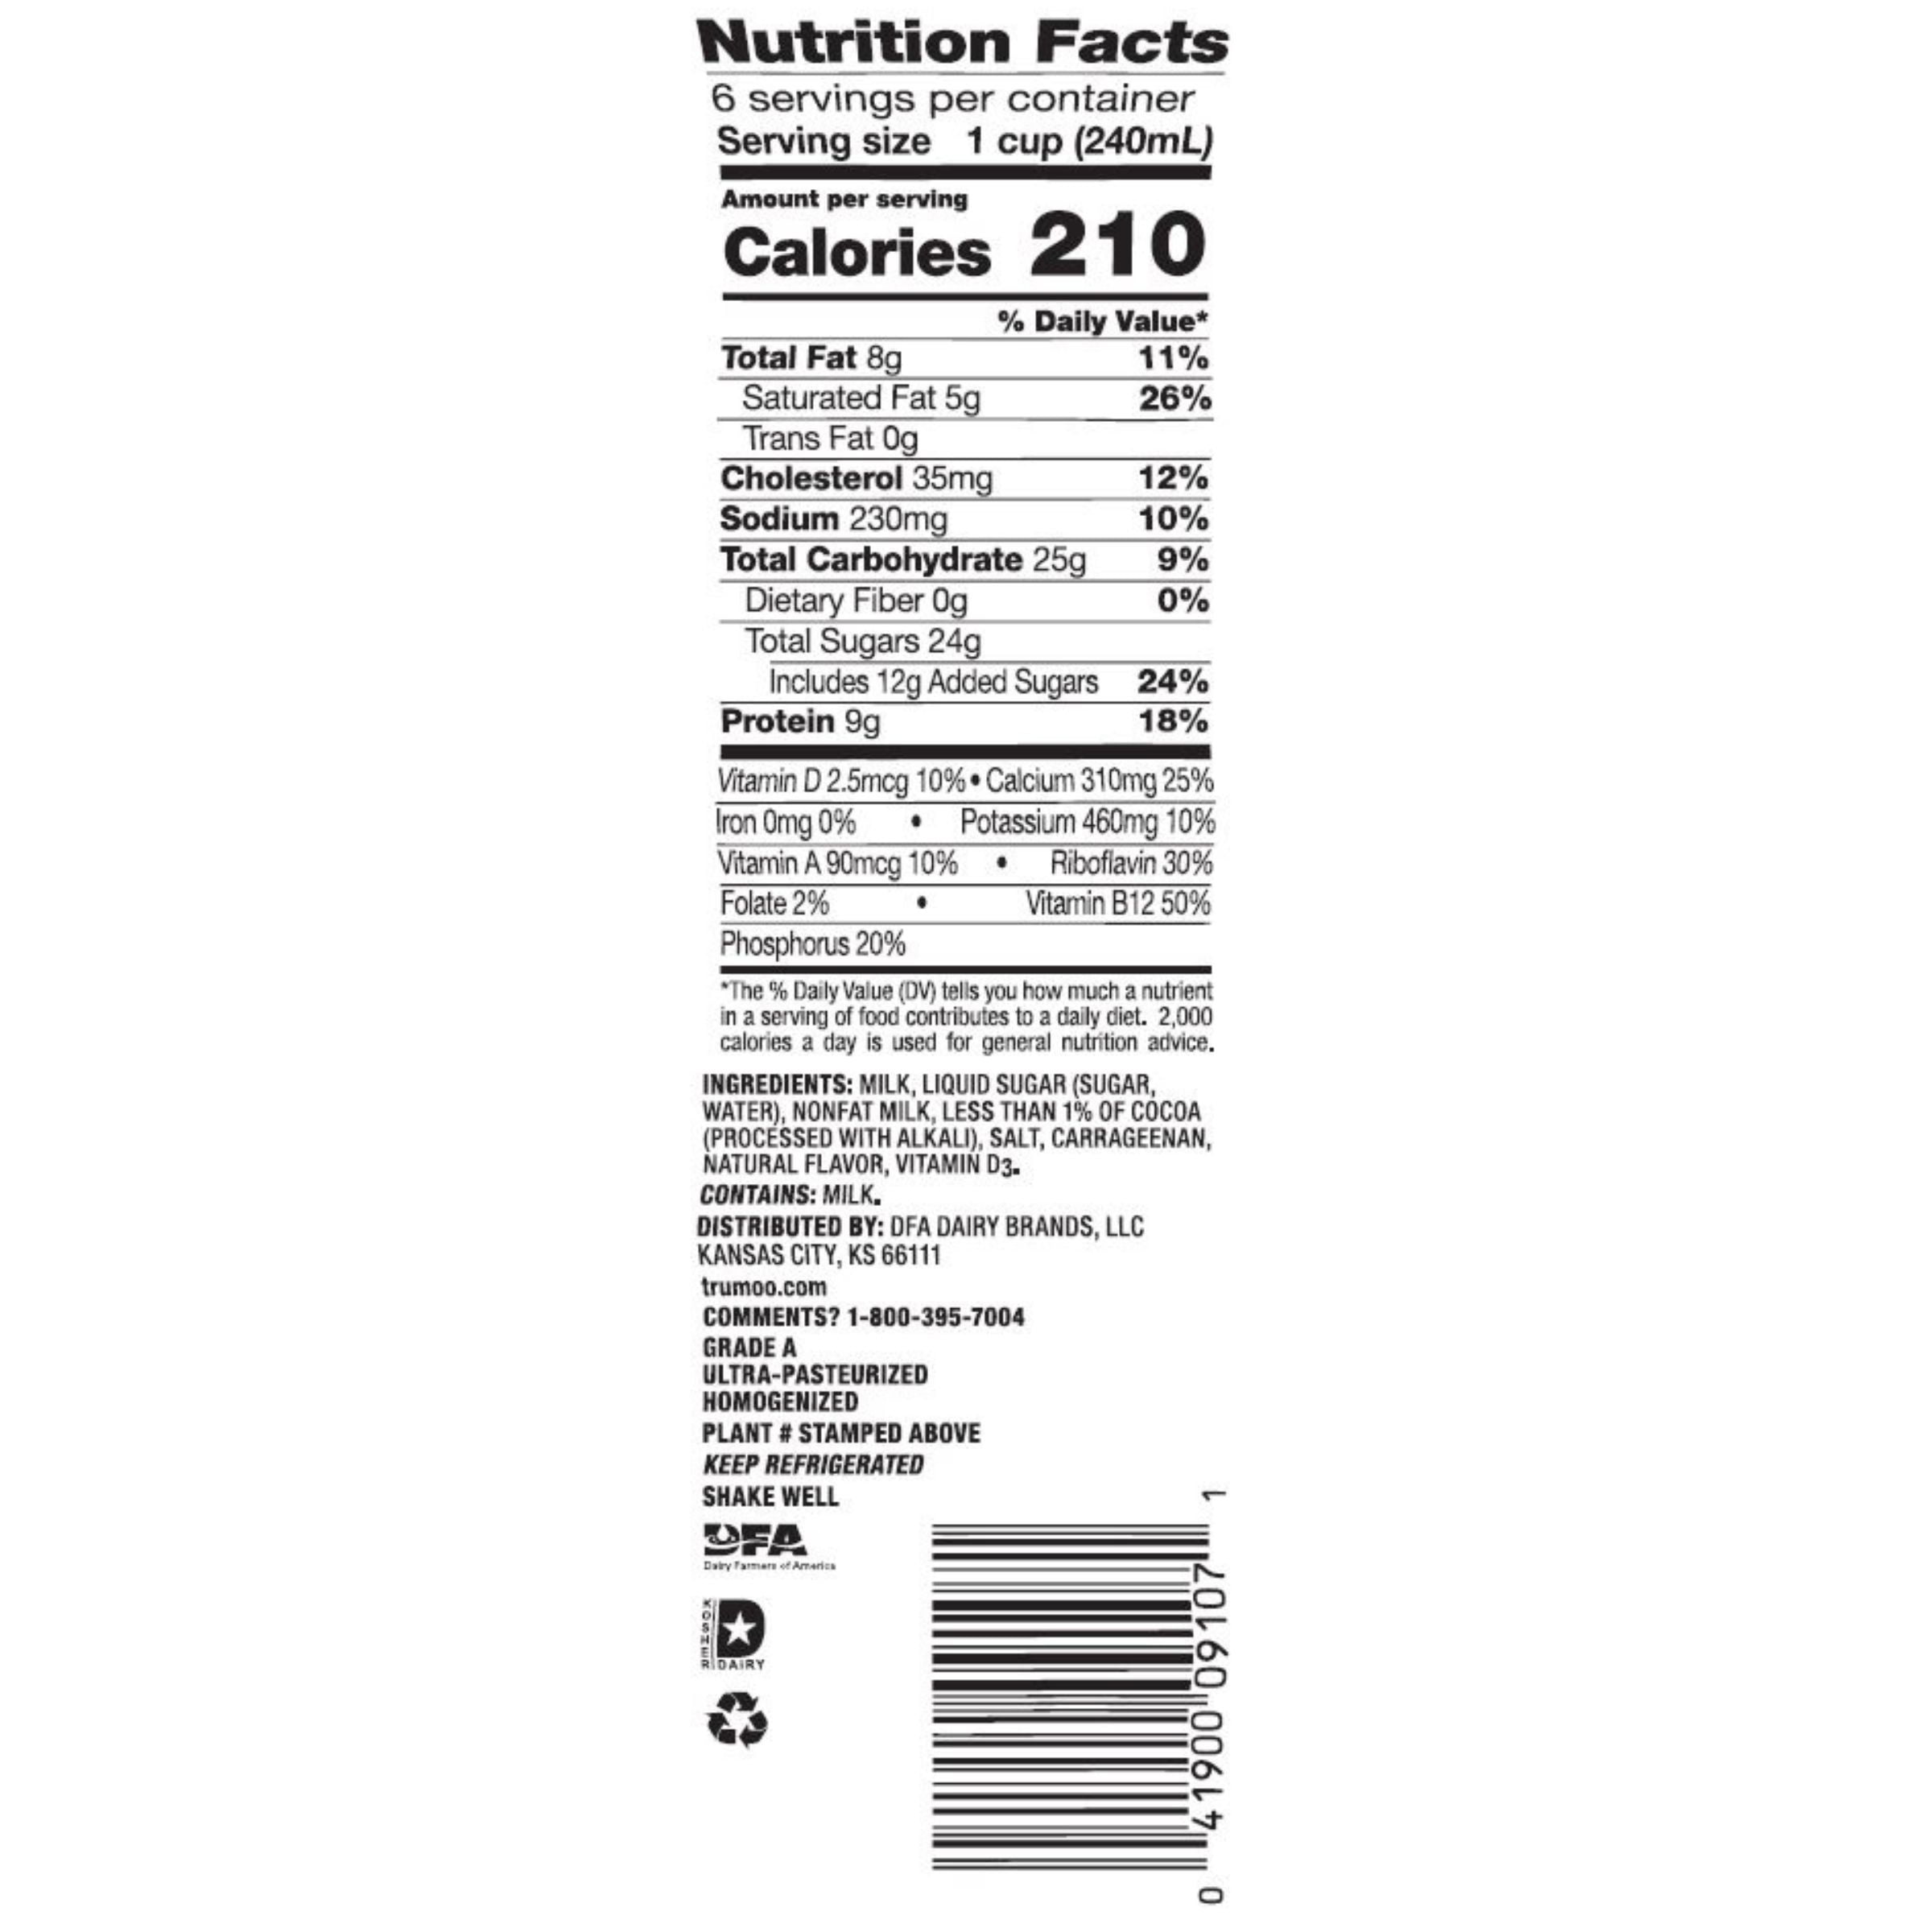 Nutrition Facts
6 servings per container
Serving size 1 cup (240mL)
Amount per serving
Calories 210
% Daily Value*
Total Fat 8g 11%
Saturated Fat 5g 26%
Trans Fat 0g
Cholesterol 35mg 12%
Sodium 230mg 10%
Total Carbohydrate 25g 9%
Dietary Fiber 0g 0%
Total Sugars 24g
Includes 12g Added Sugars 24%
Protein 9g 18%
Vitamin D 2.5mcg 10% • Calcium 310mg 25%
Iron 0mg 0% • Potassium 460mg 10%
Vitamin A 90mcg 10% • Riboflavin 30%
Folate 2% • Vitamin B12 50%
Phosphorus 20%
*The % Daily Value (DV) tells you how much a nutrient
in a serving of food contributes to a daily diet. 2,000
calories a day is used for general nutrition advice.
INGREDIENTS: MILK, LIQUID SUGAR (SUGAR,
WATER), NONFAT MILK, LESS THAN 1% OF COCOA
(PROCESSED WITH ALKALI), SALT, CARRAGEENAN,
NATURAL FLAVOR, VITAMIN D3.
CONTAINS: MILK.
DISTRIBUTED BY: DFA DAIRY BRANDS, LLC
KANSAS CITY, KS 66111
trumoo.com
COMMENTS? 1-800-395-7004
GRADE A
ULTRA-PASTEURIZED
HOMOGENIZED
PLANT # STAMPED ABOVE
KEEP REFRIGERATED
SHAKE WELL
DFA
Dairy Farmers of America
KOSHER
D
DAIRY
0 41900 09107 1